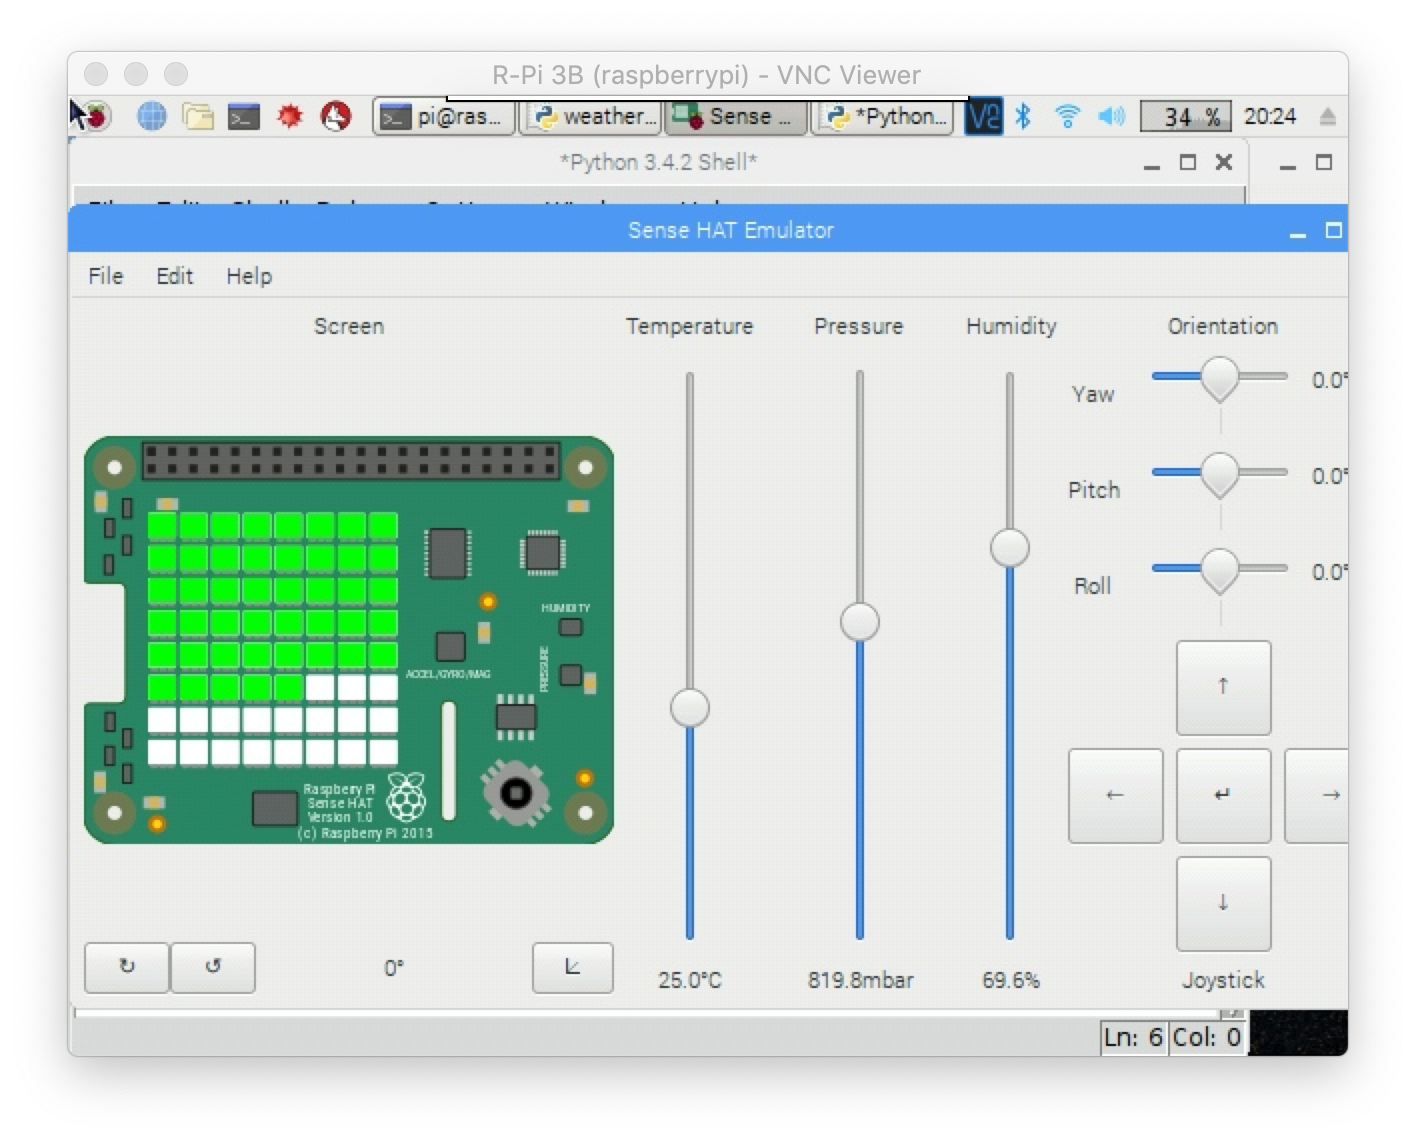 R-Pi 3B (raspberrypi) - VNC Viewer
pi@ras... weather... Sense ... *Python... V2 34 % 20:24
*Python 3.4.2 Shell*
Sense HAT Emulator
File Edit Help
Screen Temperature Pressure Humidity Orientation
Yaw 0.0°
Pitch 0.0°
Roll 0.0°
HUMIDITY
PRESSURE
ACCEL/GYRO/MAG
↑
← ↵ →
↓
Raspberry Pi
Sense HAT
Version 1.0
(c) Raspberry Pi 2015
↻ ↺ 0°
25.0°C 819.8mbar 69.6% Joystick
Ln: 6 Col: 0